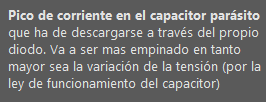 Pico de corriente en el capacitor parásito
que ha de descargarse a través del propio
diodo. Va a ser mas empinado en tanto
mayor sea la variación de la tensión (por la
ley de funcionamiento del capacitor)